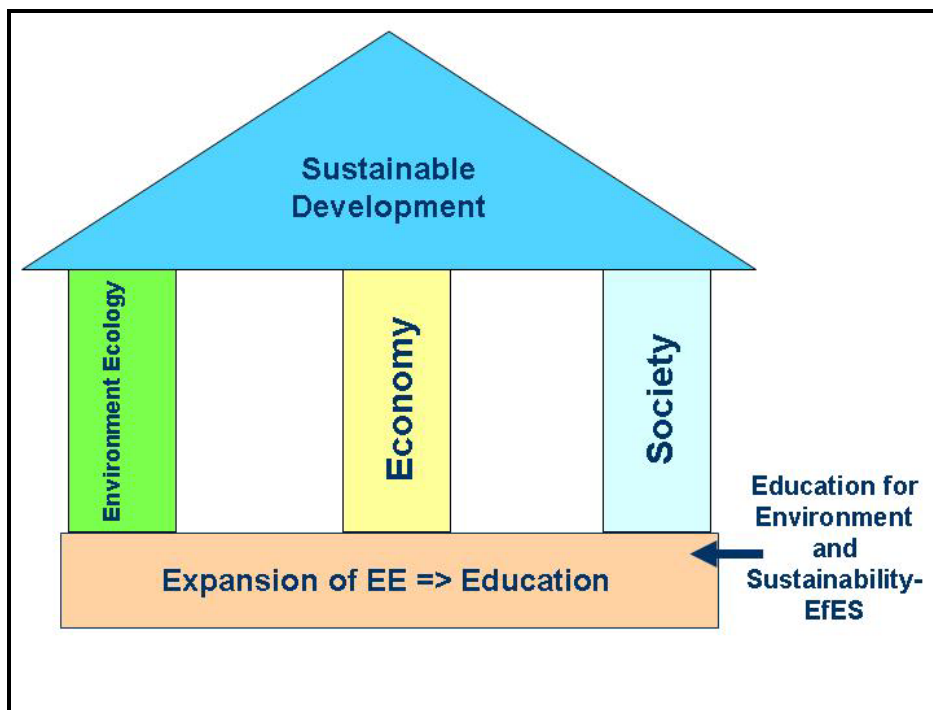 Sustainable
Development
Environment Ecology
Economy
Society
Expansion of EE => Education
Education for
Environment
and
Sustainability-
EfES